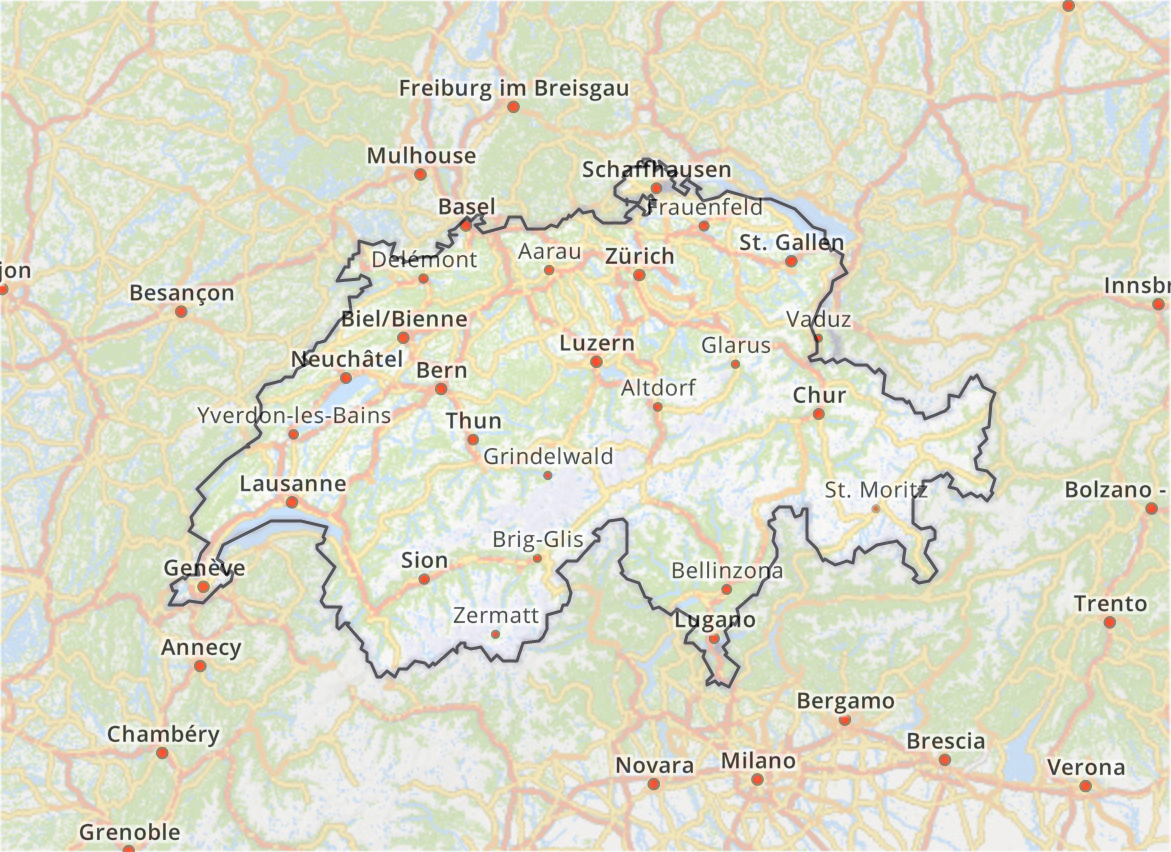 Freiburg im Breisgau
Mulhouse
Schaffhausen
Basel
Frauenfeld
St. Gallen
Délémont
Aarau
Zürich
jon
Besançon
Innsbr
Biel/Bienne
Vaduz
Luzern
Glarus
Neuchâtel
Bern
Altdorf
Chur
Yverdon-les-Bains
Thun
Grindelwald
Lausanne
St. Moritz
Bolzano -
Brig-Glis
Genève
Sion
Bellinzona
Zermatt
Lugano
Trento
Annecy
Bergamo
Chambéry
Brescia
Novara
Milano
Verona
Grenoble